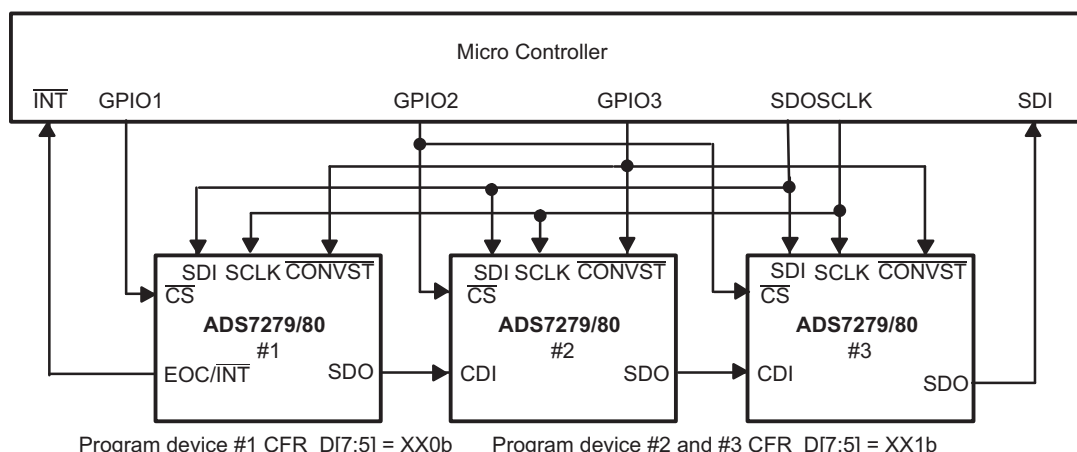 Micro Controller
INT GPIO1 GPIO2 GPIO3 SDOSCLK SDI
SDI SCLK CONVST SDI SCLK CONVST SDI SCLK CONVST
CS CS CS
ADS7279/80 ADS7279/80 ADS7279/80
#1 #2 #3
EOC/INT SDO CDI SDO CDI SDO
Program device #1 CFR_D[7:5] = XX0b Program device #2 and #3 CFR_D[7:5] = XX1b